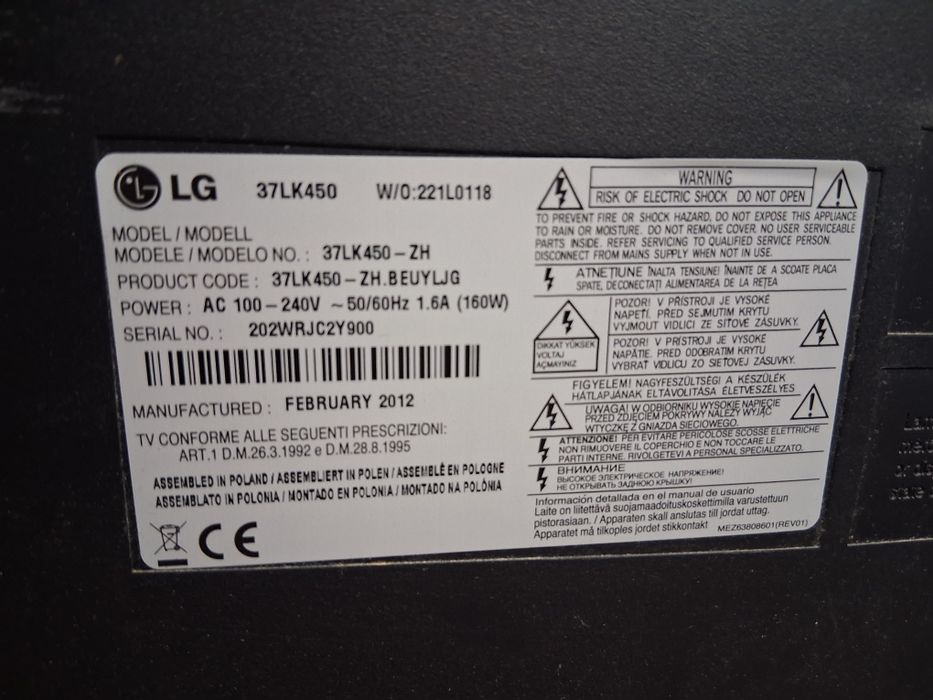 LG 37LK450 W/O:221L0118
MODEL / MODELL
MODELE / MODELO NO. : 37LK450-ZH
PRODUCT CODE : 37LK450-ZH.BEUYLJG
POWER : AC 100-240V ~50/60Hz 1.6A (160W)
SERIAL NO. : 202WRJC2Y900
MANUFACTURED : FEBRUARY 2012
TV CONFORME ALLE SEGUENTI PRESCRIZIONI:
ART.1 D.M.26.3.1992 e D.M.28.8.1995
ASSEMBLED IN POLAND / ASSEMBLIERT IN POLEN / ASSEMBLÉ EN POLOGNE
ASSEMBLATO IN POLONIA / MONTADO EN POLONIA / MONTADO NA POLÔNIA
CE
WARNING
RISK OF ELECTRIC SHOCK DO NOT OPEN
TO PREVENT FIRE OR SHOCK HAZARD, DO NOT EXPOSE THIS APPLIANCE
TO RAIN OR MOISTURE. DO NOT REMOVE COVER. NO USER SERVICEABLE
PARTS INSIDE. REFER SERVICING TO QUALIFIED SERVICE PERSON.
DISCONNECT FROM MAINS SUPPLY WHEN NOT IN USE.
ATNEŢIUNE ÎNALTA TENSIUNE! ÎNAINTE DE A SCOATE PLACA
SPATE, DECONECTAŢI ALIMENTAREA DE LA REŢEA
DIKKAT YÜKSEK
VOLTAJ
AÇMAYINIZ
POZOR! V PŘÍSTROJI JE VYSOKÉ
NAPĚTÍ. PŘED SEJMUTIM KRYTU
VYJMOUT VIDLICI ZE SÍTOVÉ ZÁSUVKY.
POZOR! V PRÍSTROJI JE VYSOKÉ
NAPÄTIE. PRED ODOBRATIM KRYTU
VYBRAŤ VIDLICU ZO SIEŤOVEJ ZÁSUVKY.
FIGYELEM! NAGYFESZÜLTSÉGI A KÉSZÜLÉK
HÁTLAPJÁNAK ELTÁVOLÍTÁSA ÉLETVESZÉLYES
UWAGA! W ODBIORNIKU WYSOKIE NAPIĘCIE
PRZED ZDJĘCIEM POKRYWY NALEŻY WYJĄĆ
WTYCZKĘ Z GNIAZDA SIECIOWEGO.
ATTENZIONE! PER EVITARE PERICOLOSE SCOSSE ELETTRICHE
NON RIMUOVERE IL COPERCHIO E NON TOCCARE LE
PARTI INTERNE. RIVOLGETEVI A PERSONAL SPECIALIZZATO.
ВНИМАНИЕ
ВЫСОКОЕ ЭЛЕКТРИЧЕСКОЕ НАПРЯЖЕНИЕ!
НЕ ОТКРЫВАТЬ ЗАДНЮЮ КРЫШКУ!
Información detallada en el manual de usuario
Laite on liitettävä suojamaadoituskoskettimilla varustettuun
pistorasiaan. / Apparaten skall anslutas till jordat uttag.
Apparatet må tilkoples jordet stikkontakt MEZ63808601(REV01)